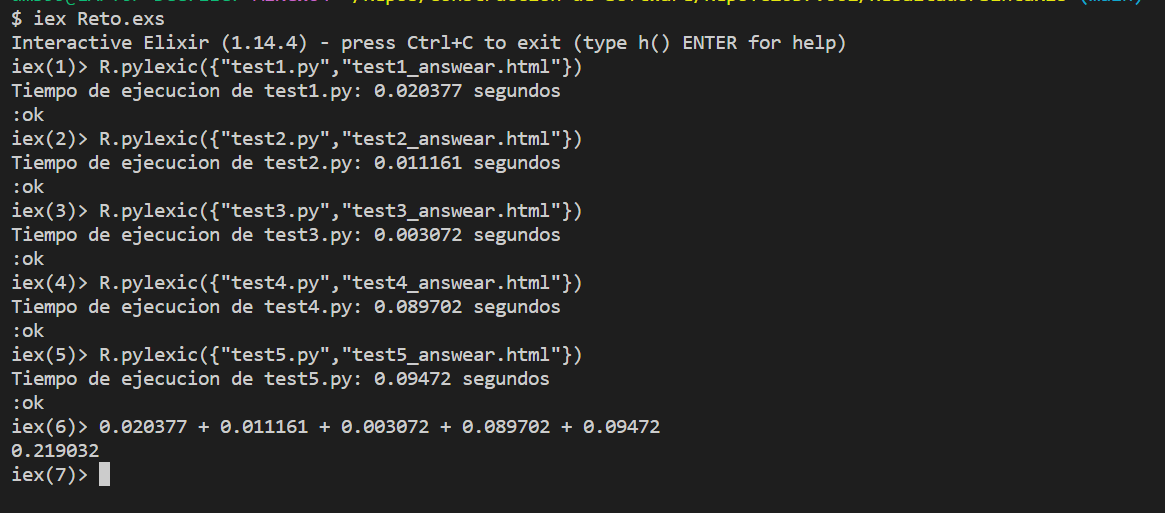 $ iex Reto.exs
Interactive Elixir (1.14.4) - press Ctrl+C to exit (type h() ENTER for help)
iex(1)> R.pylexic({"test1.py","test1_answear.html"})
Tiempo de ejecucion de test1.py: 0.020377 segundos
:ok
iex(2)> R.pylexic({"test2.py","test2_answear.html"})
Tiempo de ejecucion de test2.py: 0.011161 segundos
:ok
iex(3)> R.pylexic({"test3.py","test3_answear.html"})
Tiempo de ejecucion de test3.py: 0.003072 segundos
:ok
iex(4)> R.pylexic({"test4.py","test4_answear.html"})
Tiempo de ejecucion de test4.py: 0.089702 segundos
:ok
iex(5)> R.pylexic({"test5.py","test5_answear.html"})
Tiempo de ejecucion de test5.py: 0.09472 segundos
:ok
iex(6)> 0.020377 + 0.011161 + 0.003072 + 0.089702 + 0.09472
0.219032
iex(7)>